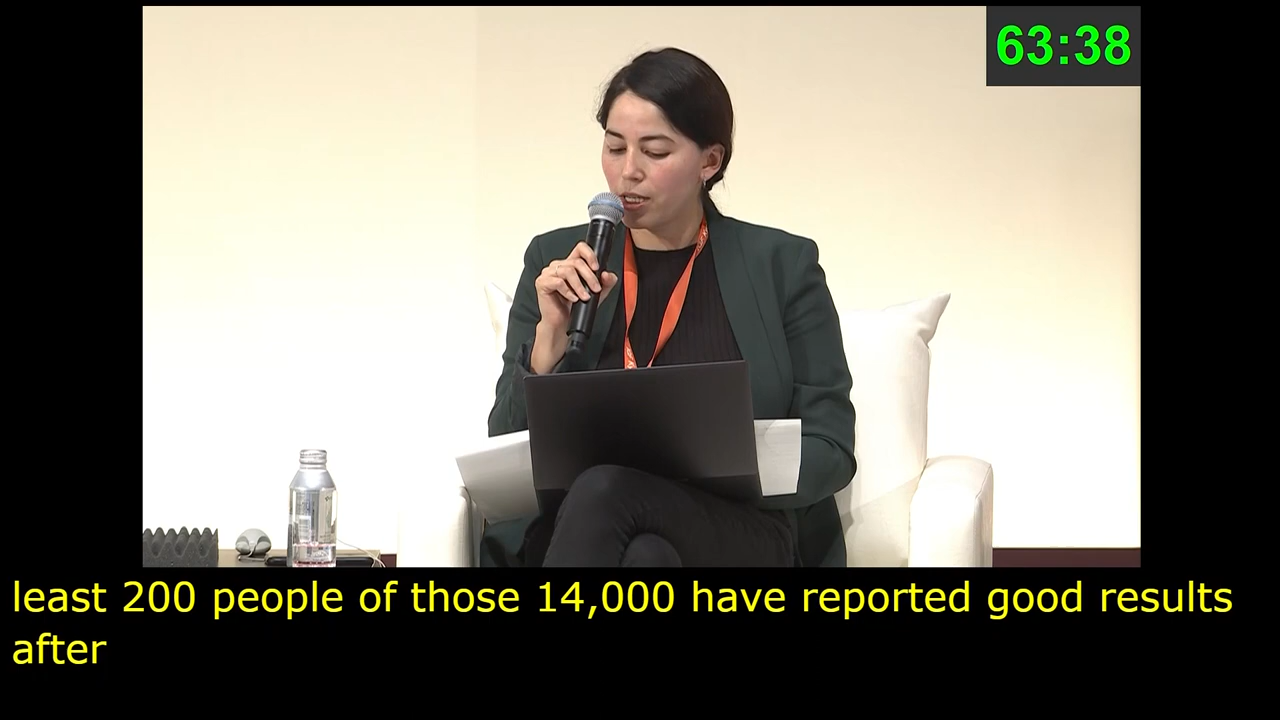 63:38
least 200 people of those 14,000 have reported good results
after